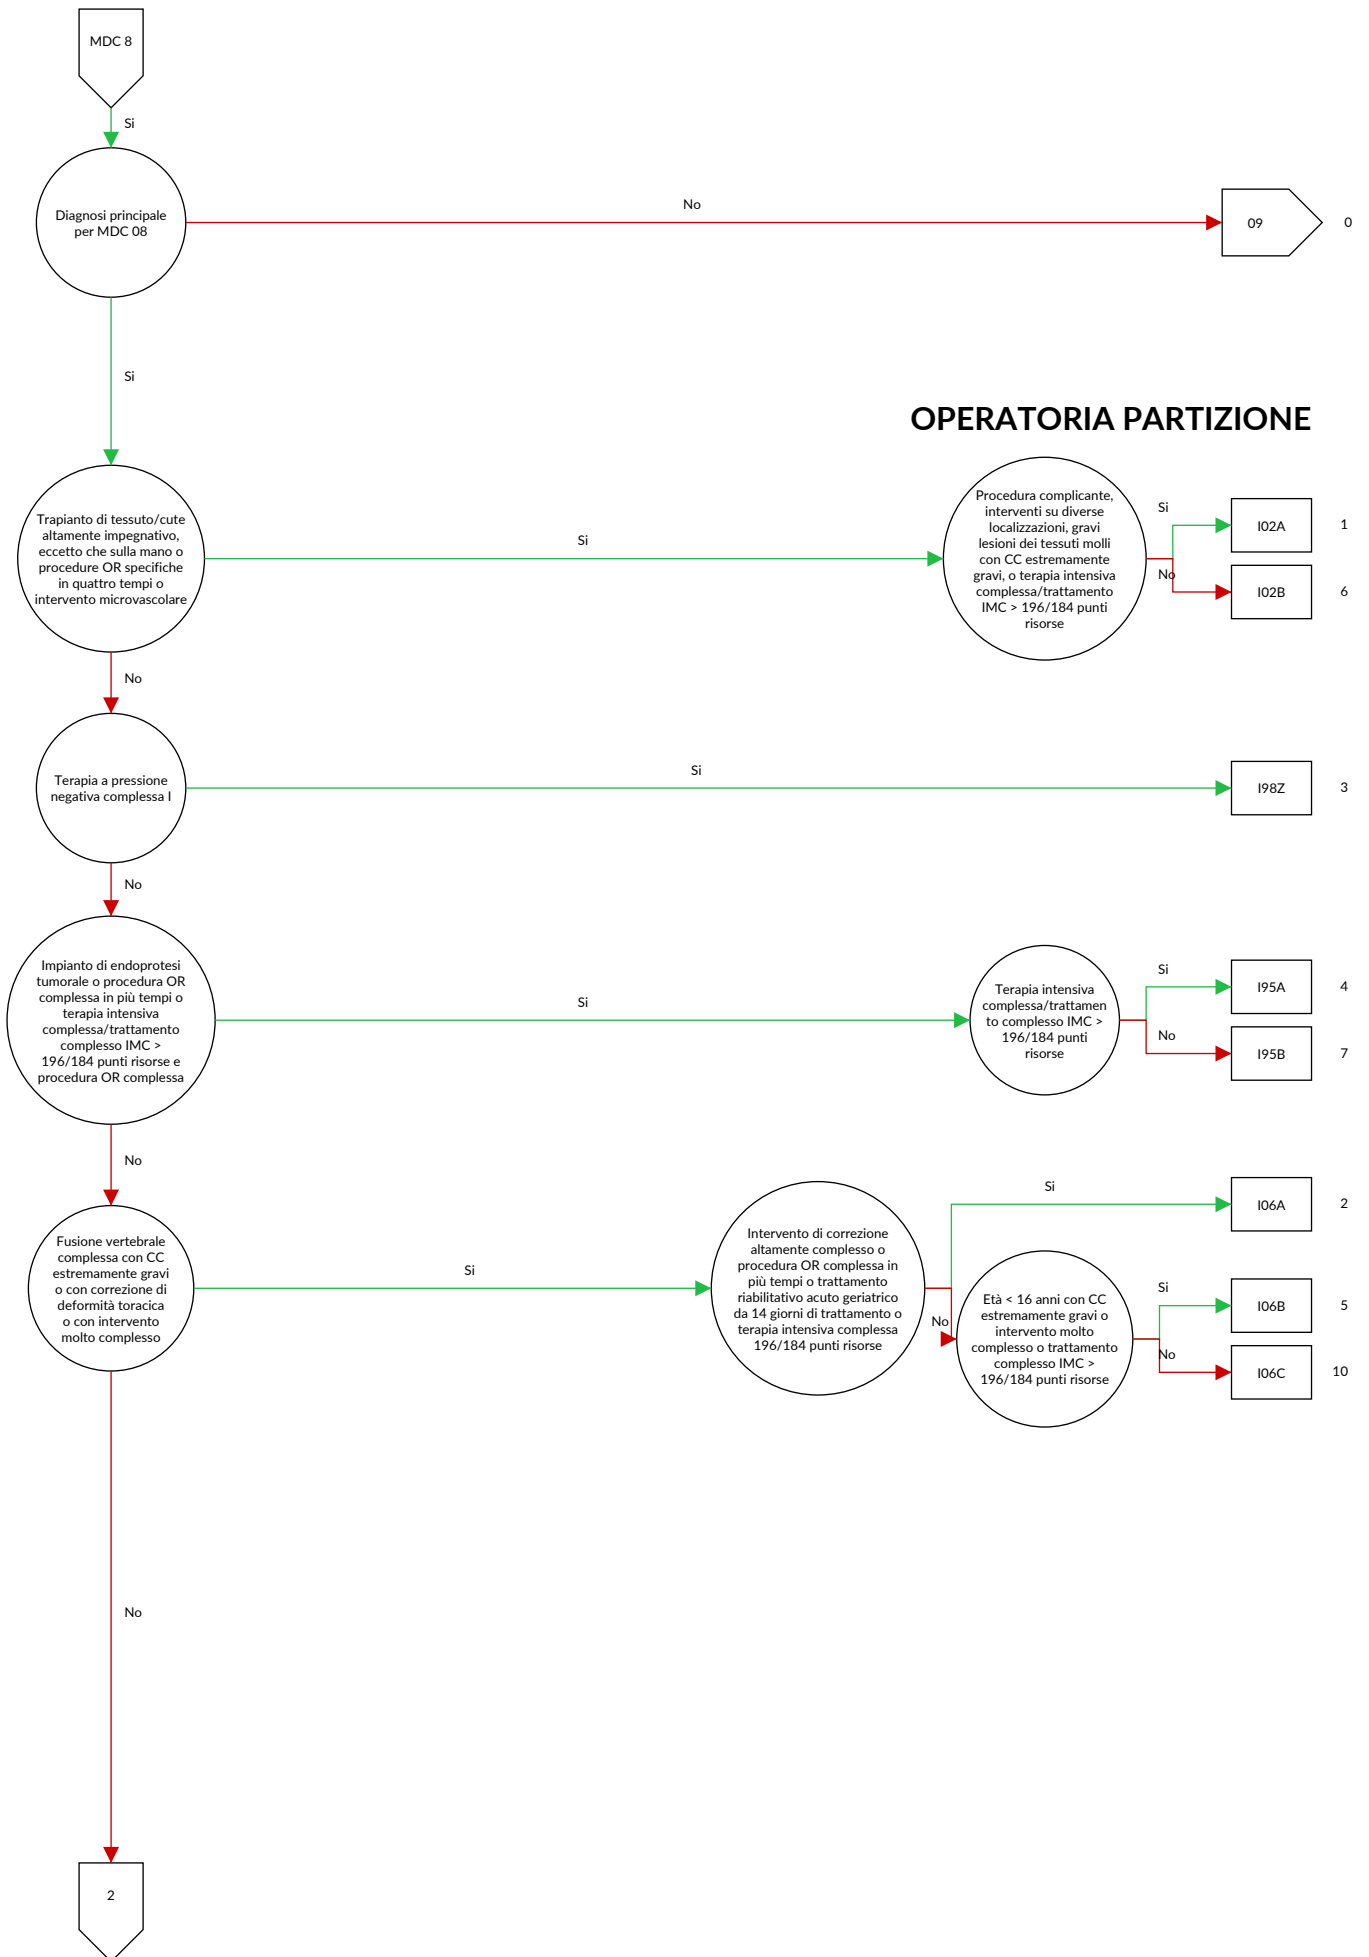 MDC 8
Si
Diagnosi principale
per MDC 08
No
09
0
Si
OPERATORIA PARTIZIONE
Trapianto di tessuto/cute
altamente impegnativo,
eccetto che sulla mano o
procedure OR specifiche
in quattro tempi o
intervento microvascolare
Si
Procedura complicante,
interventi su diverse
localizzazioni, gravi
lesioni dei tessuti molli
con CC estremamente
gravi, o terapia intensiva
complessa/trattamento
IMC > 196/184 punti
risorse
Si
I02A
1
No
I02B
6
No
Terapia a pressione
negativa complessa I
Si
I98Z
3
No
Impianto di endoprotesi
tumorale o procedura OR
complessa in più tempi o
terapia intensiva
complessa/trattamento
complesso IMC >
196/184 punti risorse e
procedura OR complessa
Si
Terapia intensiva
complessa/trattamen
to complesso IMC >
196/184 punti
risorse
Si
I95A
4
No
I95B
7
No
Fusione vertebrale
complessa con CC
estremamente gravi
o con correzione di
deformità toracica
o con intervento
molto complesso
Si
Intervento di correzione
altamente complesso o
procedura OR complessa in
più tempi o trattamento
riabilitativo acuto geriatrico
da 14 giorni di trattamento o
terapia intensiva complessa
196/184 punti risorse
Si
I06A
2
No
Età < 16 anni con CC
estremamente gravi o
intervento molto
complesso o trattamento
complesso IMC >
196/184 punti risorse
Si
I06B
5
No
I06C
10
No
2